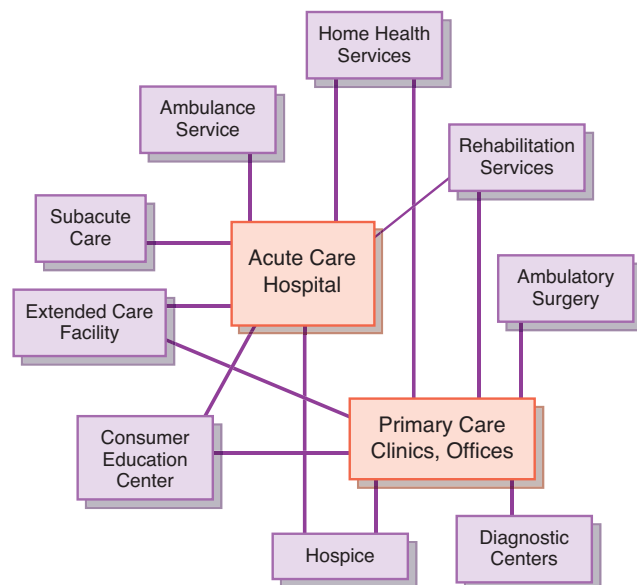 Home Health
Services
Ambulance
Service
Rehabilitation
Services
Subacute
Care
Acute Care
Hospital
Ambulatory
Surgery
Extended Care
Facility
Primary Care
Clinics, Offices
Consumer
Education
Center
Hospice
Diagnostic
Centers